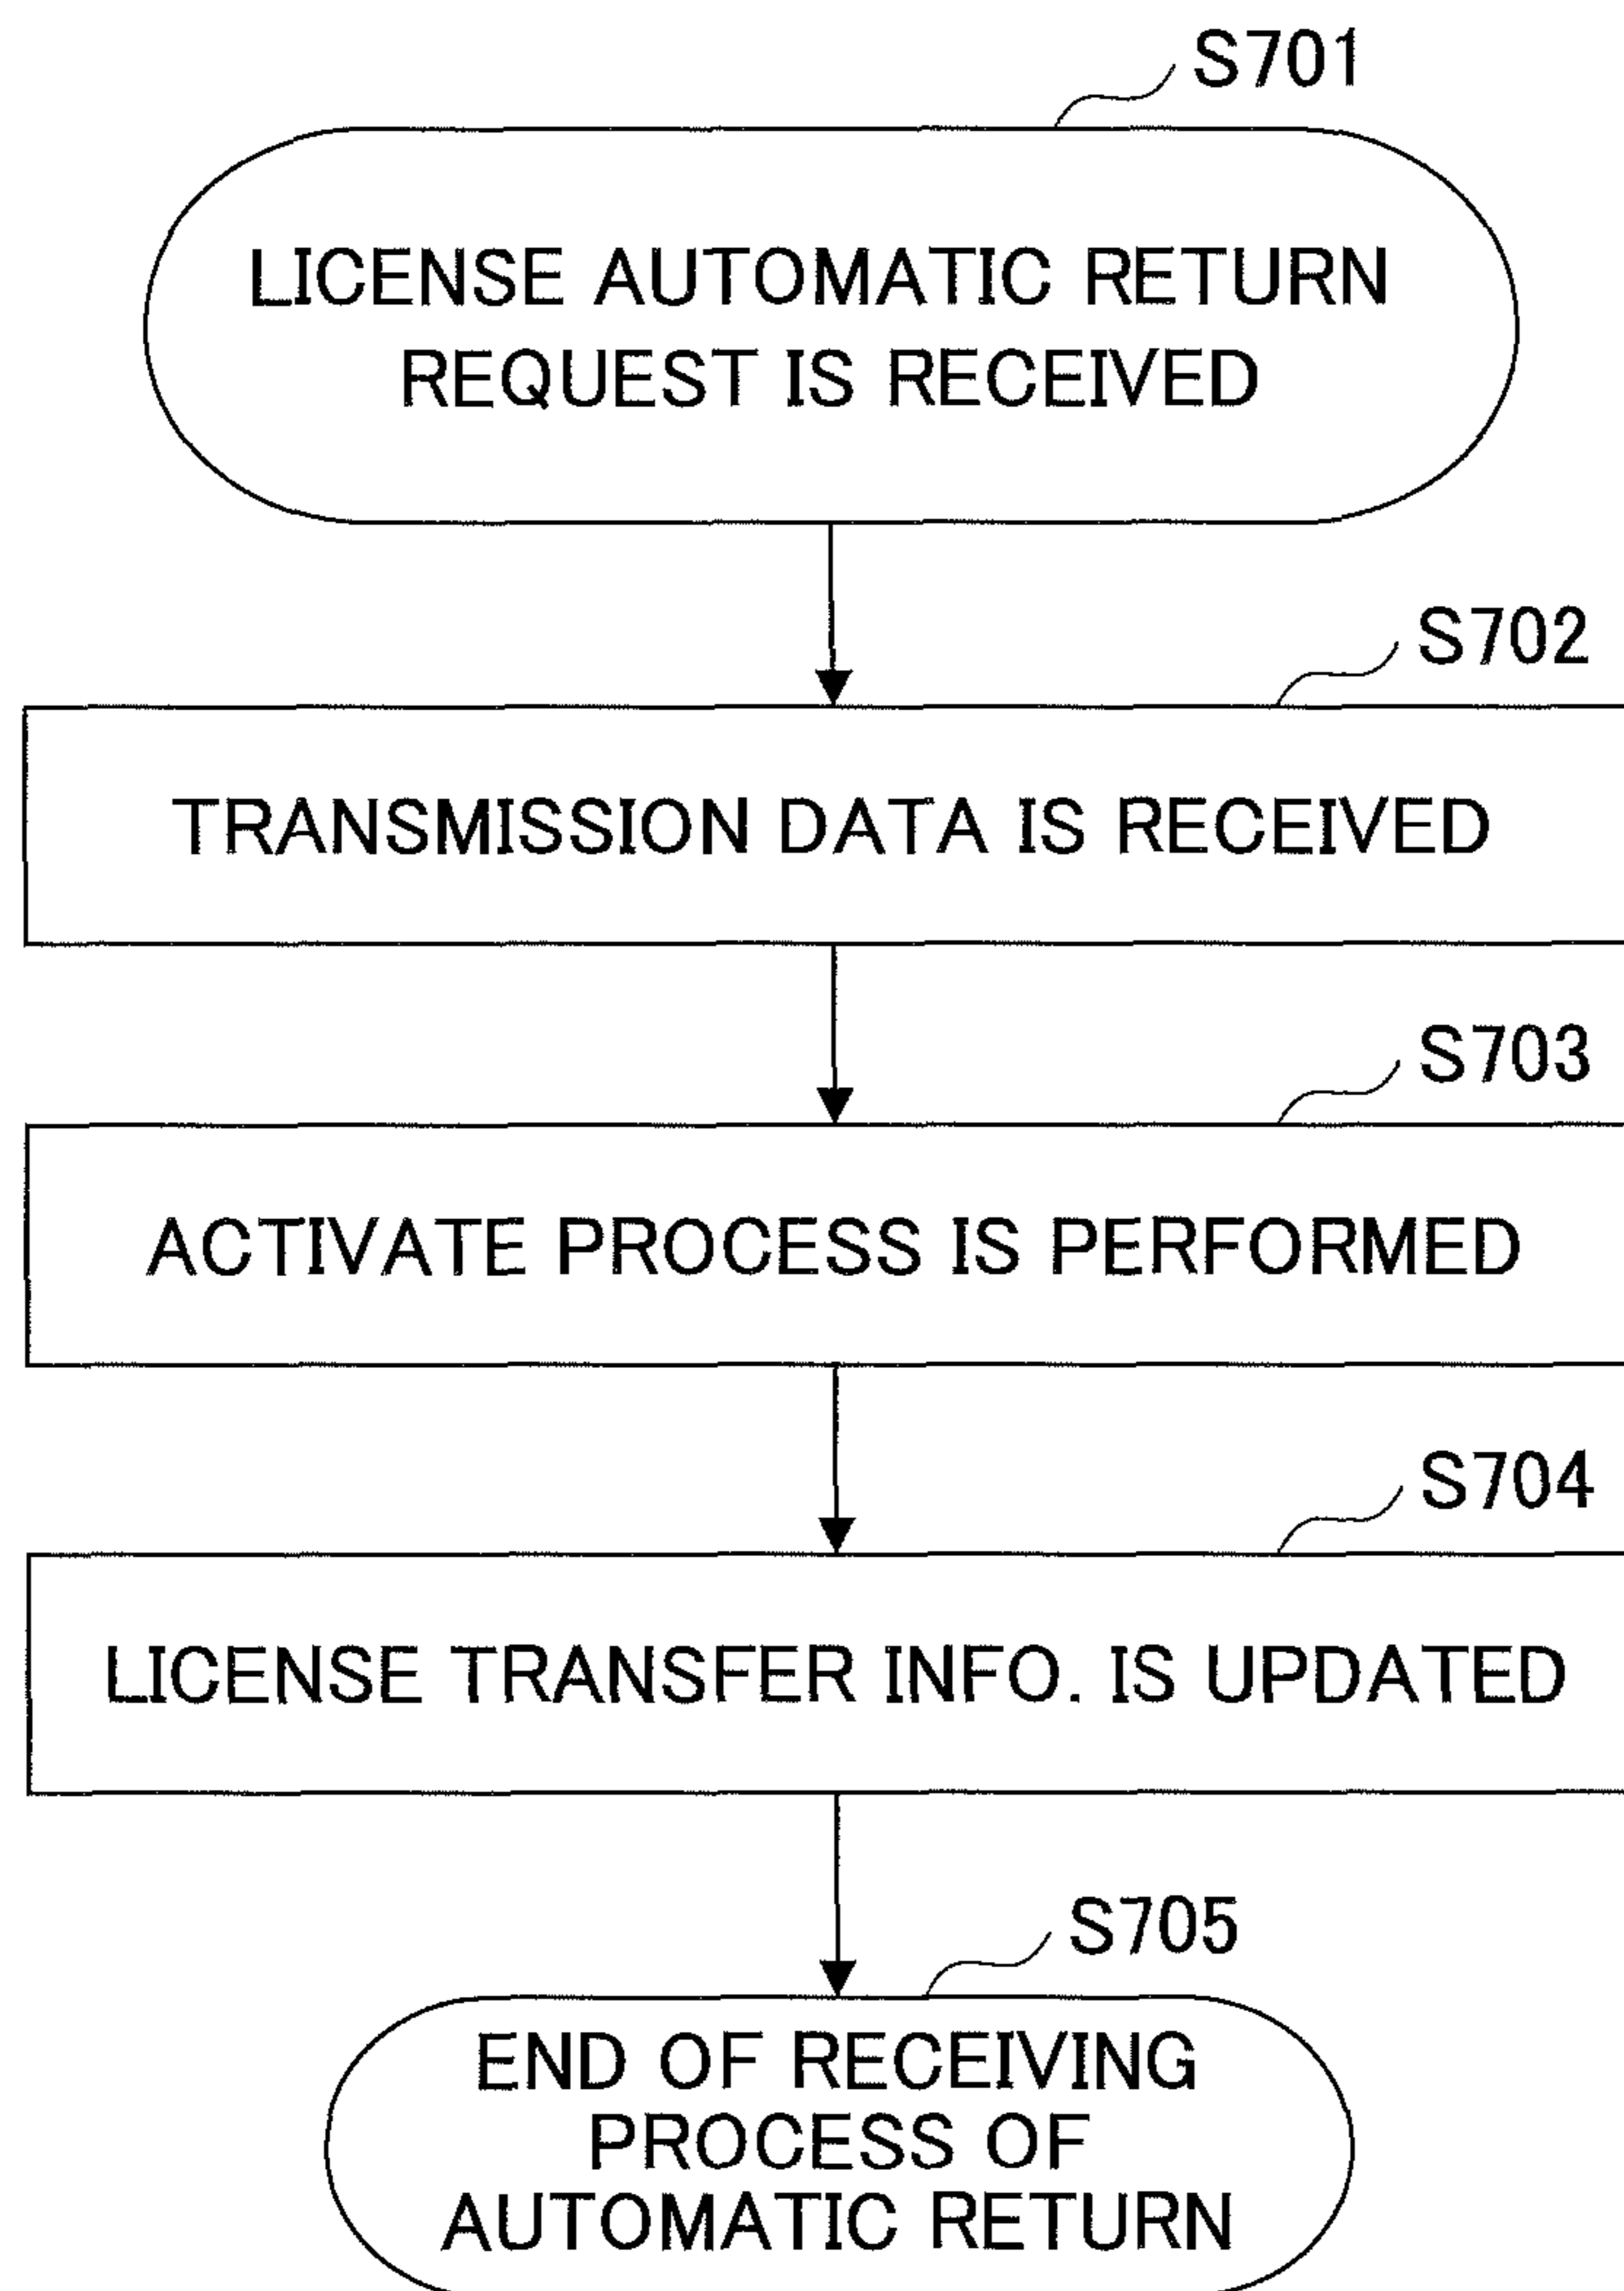 S701
LICENSE AUTOMATIC RETURN
REQUEST IS RECEIVED
S702
TRANSMISSION DATA IS RECEIVED
S703
ACTIVATE PROCESS IS PERFORMED
S704
LICENSE TRANSFER INFO. IS UPDATED
S705
END OF RECEIVING
PROCESS OF
AUTOMATIC RETURN